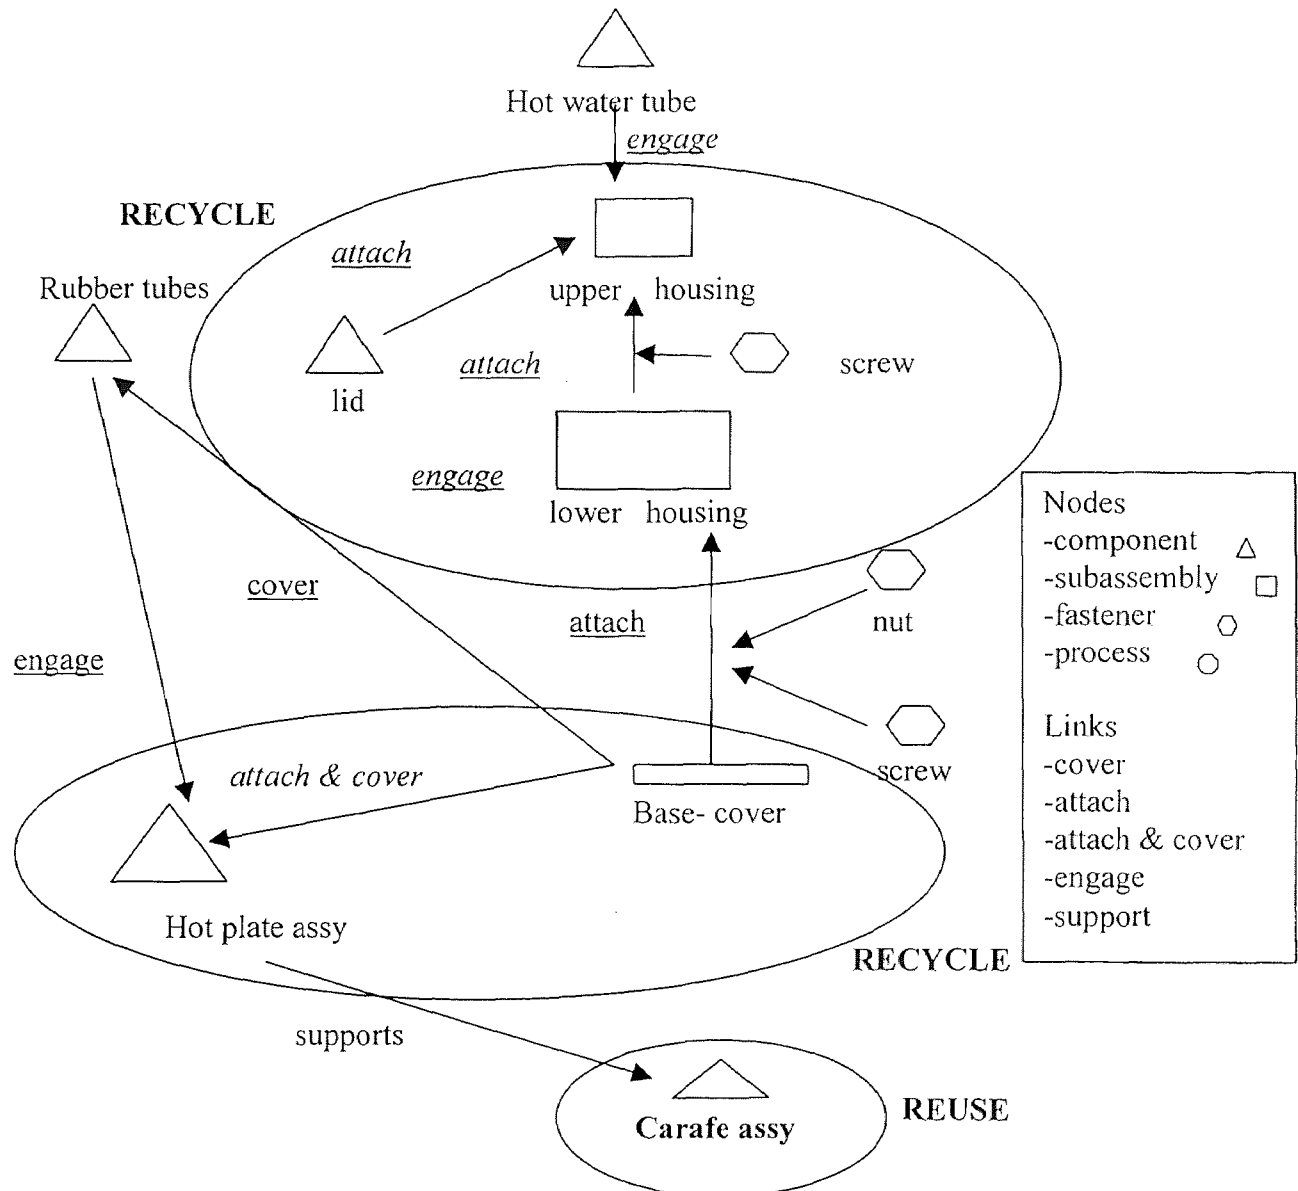 Hot water tube
engage
RECYCLE
attach
Rubber tubes
upper housing
attach
screw
lid
engage
lower housing
Nodes
-component
-subassembly
-fastener
-process
Links
-cover
-attach
-attach & cover
-engage
-support
cover
attach
nut
engage
attach & cover
screw
Base- cover
Hot plate assy
RECYCLE
supports
REUSE
Carafe assy